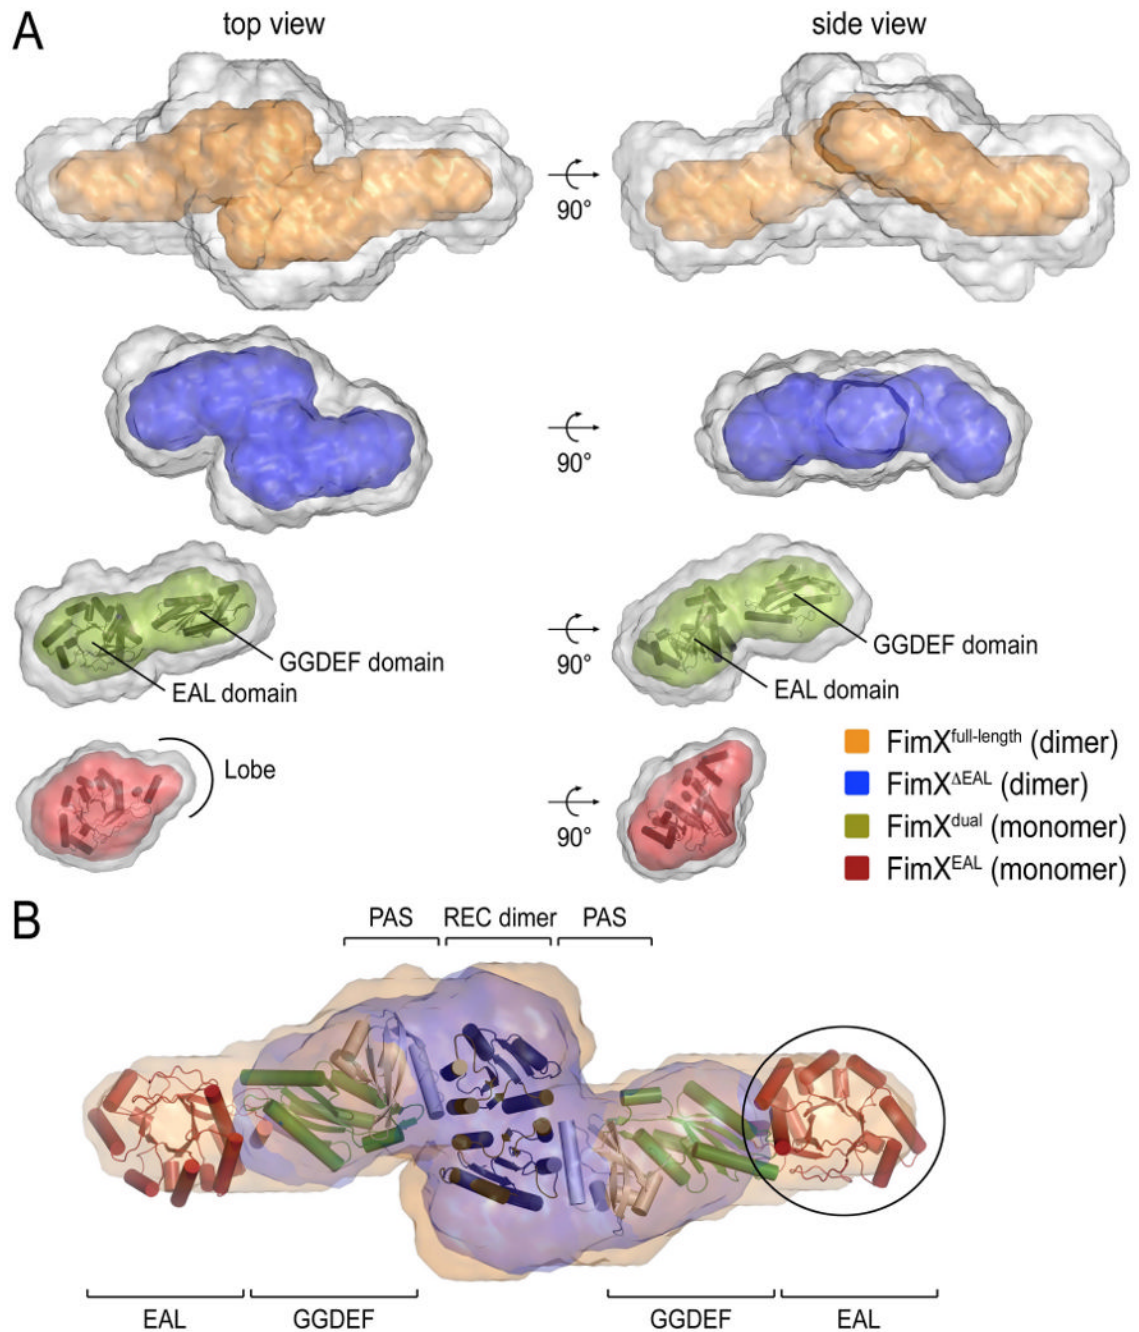 A
top view
side view
90°
90°
GGDEF domain
EAL domain
90°
GGDEF domain
EAL domain
Lobe
90°
FimX^full-length (dimer)
FimX^ΔEAL (dimer)
FimX^dual (monomer)
FimX^EAL (monomer)
B
PAS
REC dimer
PAS
EAL
GGDEF
GGDEF
EAL